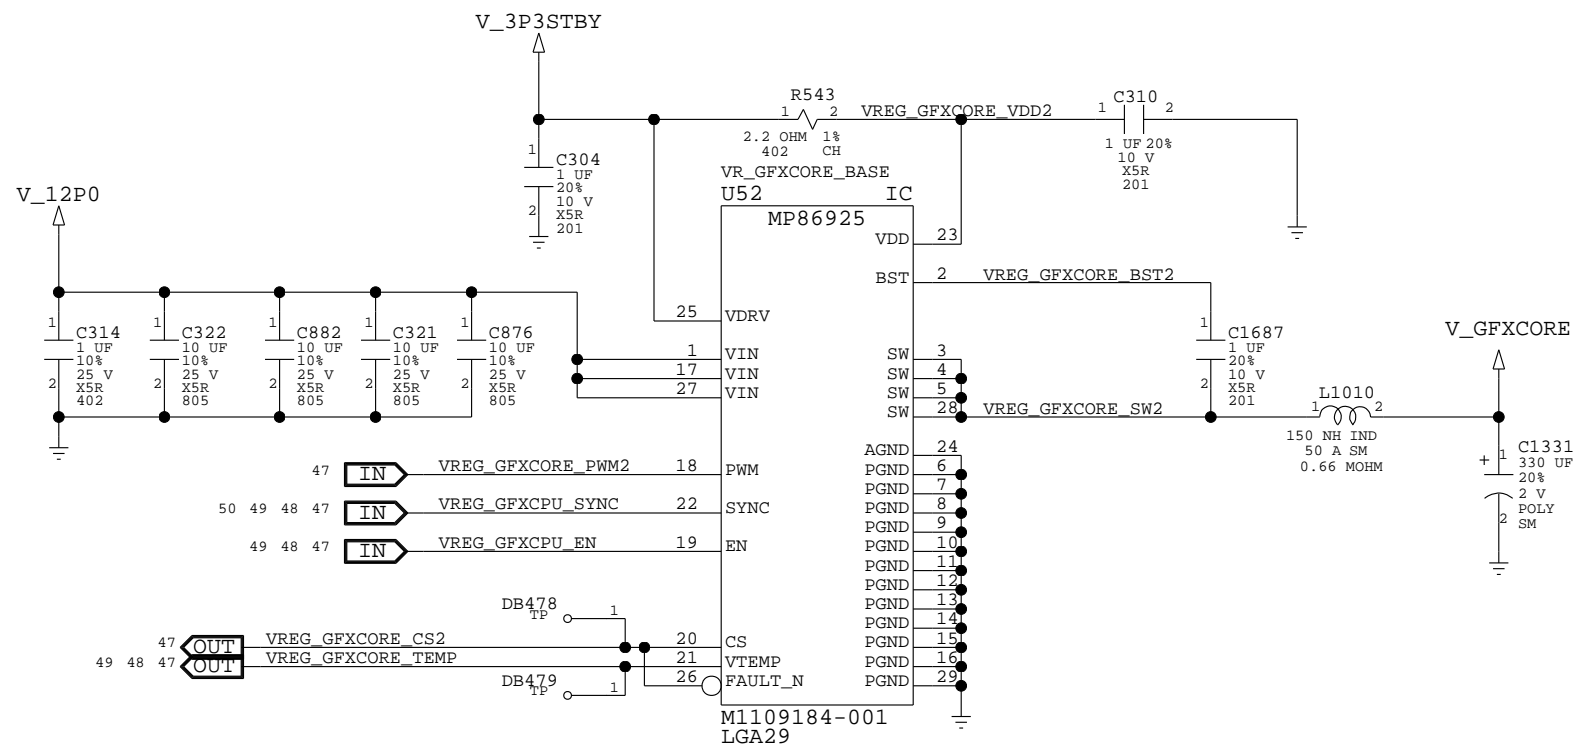 V_3P3STBY
R543
1 2
2.2 OHM 1%
402 CH
VREG_GFXCORE_VDD2
C310
1 2
1 UF 20%
10 V
X5R
201
1
C304
1 UF
20%
10 V
2
X5R
201
V_12P0
VR_GFXCORE_BASE
U52 IC
MP86925
VDD 23
BST 2 VREG_GFXCORE_BST2
25 VDRV
1 VIN
17 VIN
27 VIN
SW 3
SW 4
SW 5
SW 28 VREG_GFXCORE_SW2
1
C314
1 UF
10%
25 V
2
X5R
402
1
C322
10 UF
10%
25 V
2
X5R
805
1
C882
10 UF
10%
25 V
2
X5R
805
1
C321
10 UF
10%
25 V
2
X5R
805
1
C876
10 UF
10%
25 V
2
X5R
805
1
C1687
1 UF
20%
10 V
2
X5R
201
V_GFXCORE
L1010
1 2
150 NH IND
50 A SM
0.66 MOHM
C1331
+ 1
330 UF
20%
2 V
POLY
2
SM
AGND 24
PGND 6
PGND 7
PGND 8
PGND 9
PGND 10
PGND 11
PGND 12
PGND 13
PGND 14
PGND 15
PGND 16
PGND 29
47 IN VREG_GFXCORE_PWM2 18 PWM
50 49 48 47 IN VREG_GFXCPU_SYNC 22 SYNC
49 48 47 IN VREG_GFXCPU_EN 19 EN
DB478
TP 1
47 OUT VREG_GFXCORE_CS2 20 CS
49 48 47 OUT VREG_GFXCORE_TEMP 21 VTEMP
26 FAULT_N
DB479
TP 1
M1109184-001
LGA29